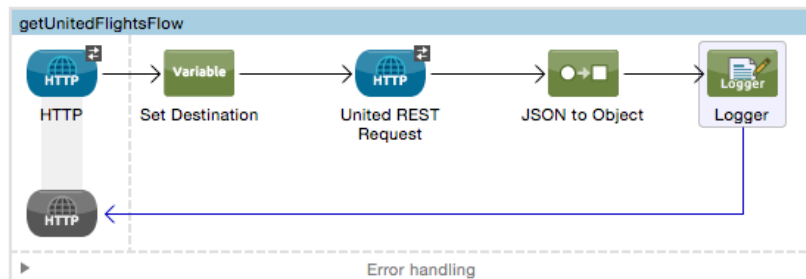 getUnitedFlightsFlow
HTTP
Variable
HTTP
Logger
HTTP
Set Destination
United REST
Request
JSON to Object
Logger
HTTP
Error handling